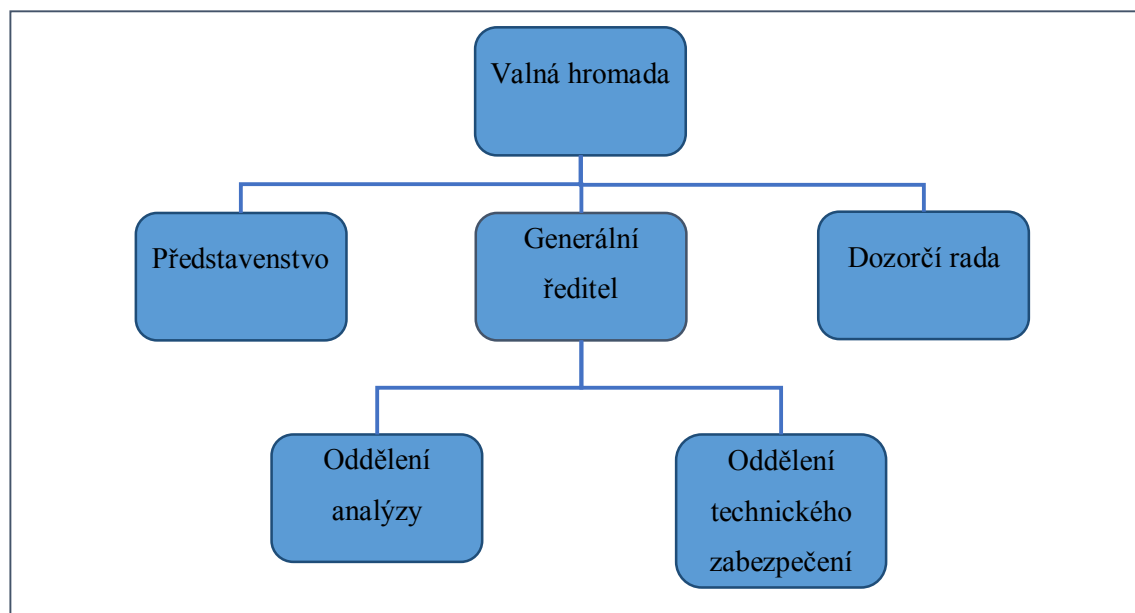 Valná hromada
Představenstvo
Generální
ředitel
Dozorčí rada
Oddělení
analýzy
Oddělení
technického
zabezpečení